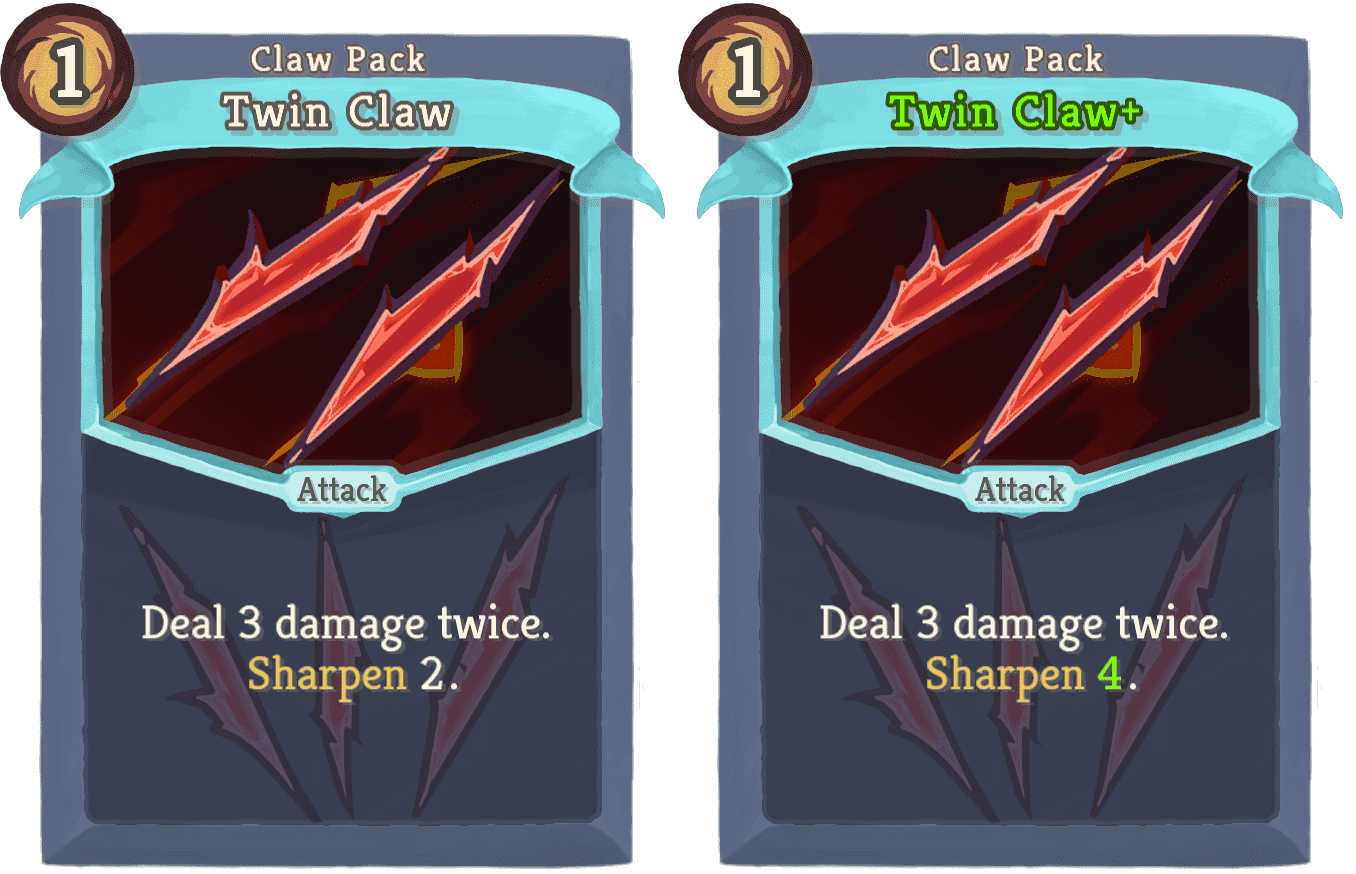 1
Claw Pack
Twin Claw
Attack
Deal 3 damage twice.
Sharpen 2.
1
Claw Pack
Twin Claw+
Attack
Deal 3 damage twice.
Sharpen 4.